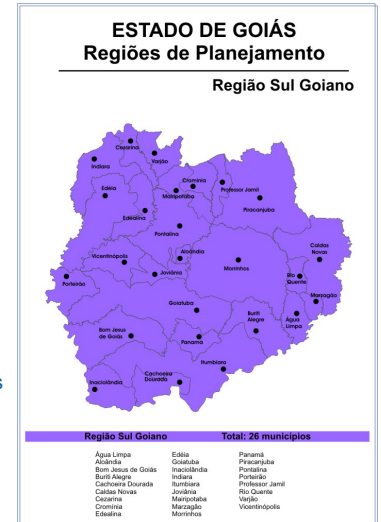 ESTADO DE GOIÁS
Regiões de Planejamento
Região Sul Goiano
Cezarina
Varjão
Indiara
Cromínia
Professor Jamil
Edéia
Mairipotaba
Piracanjuba
Edealina
Pontalina
Caldas
Novas
Aloândia
Vicentinópolis
Morrinhos
Joviânia
Rio
Quente
Porteirão
Marzagão
Goiatuba
Buriti
Alegre
Água
Limpa
Bom Jesus
de Goiás
Panamá
Itumbiara
Cachoeira
Dourada
Inaciolândia
s
Região Sul Goiano Total: 26 municípios
Água Limpa Edéia Panamá
Aloândia Goiatuba Piracanjuba
Bom Jesus de Goiás Inaciolândia Pontalina
Buriti Alegre Indiara Porteirão
Cachoeira Dourada Itumbiara Professor Jamil
Caldas Novas Joviânia Rio Quente
Cezarina Mairipotaba Varjão
Cromínia Marzagão Vicentinópolis
Edealina Morrinhos